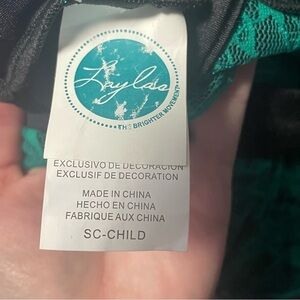 Laylas
THE BRIGHTER MOVEMENT
EXCLUSIVO DE DECORACION
EXCLUSIF DE DECORATION
MADE IN CHINA
HECHO EN CHINA
FABRIQUE AUX CHINA
SC-CHILD